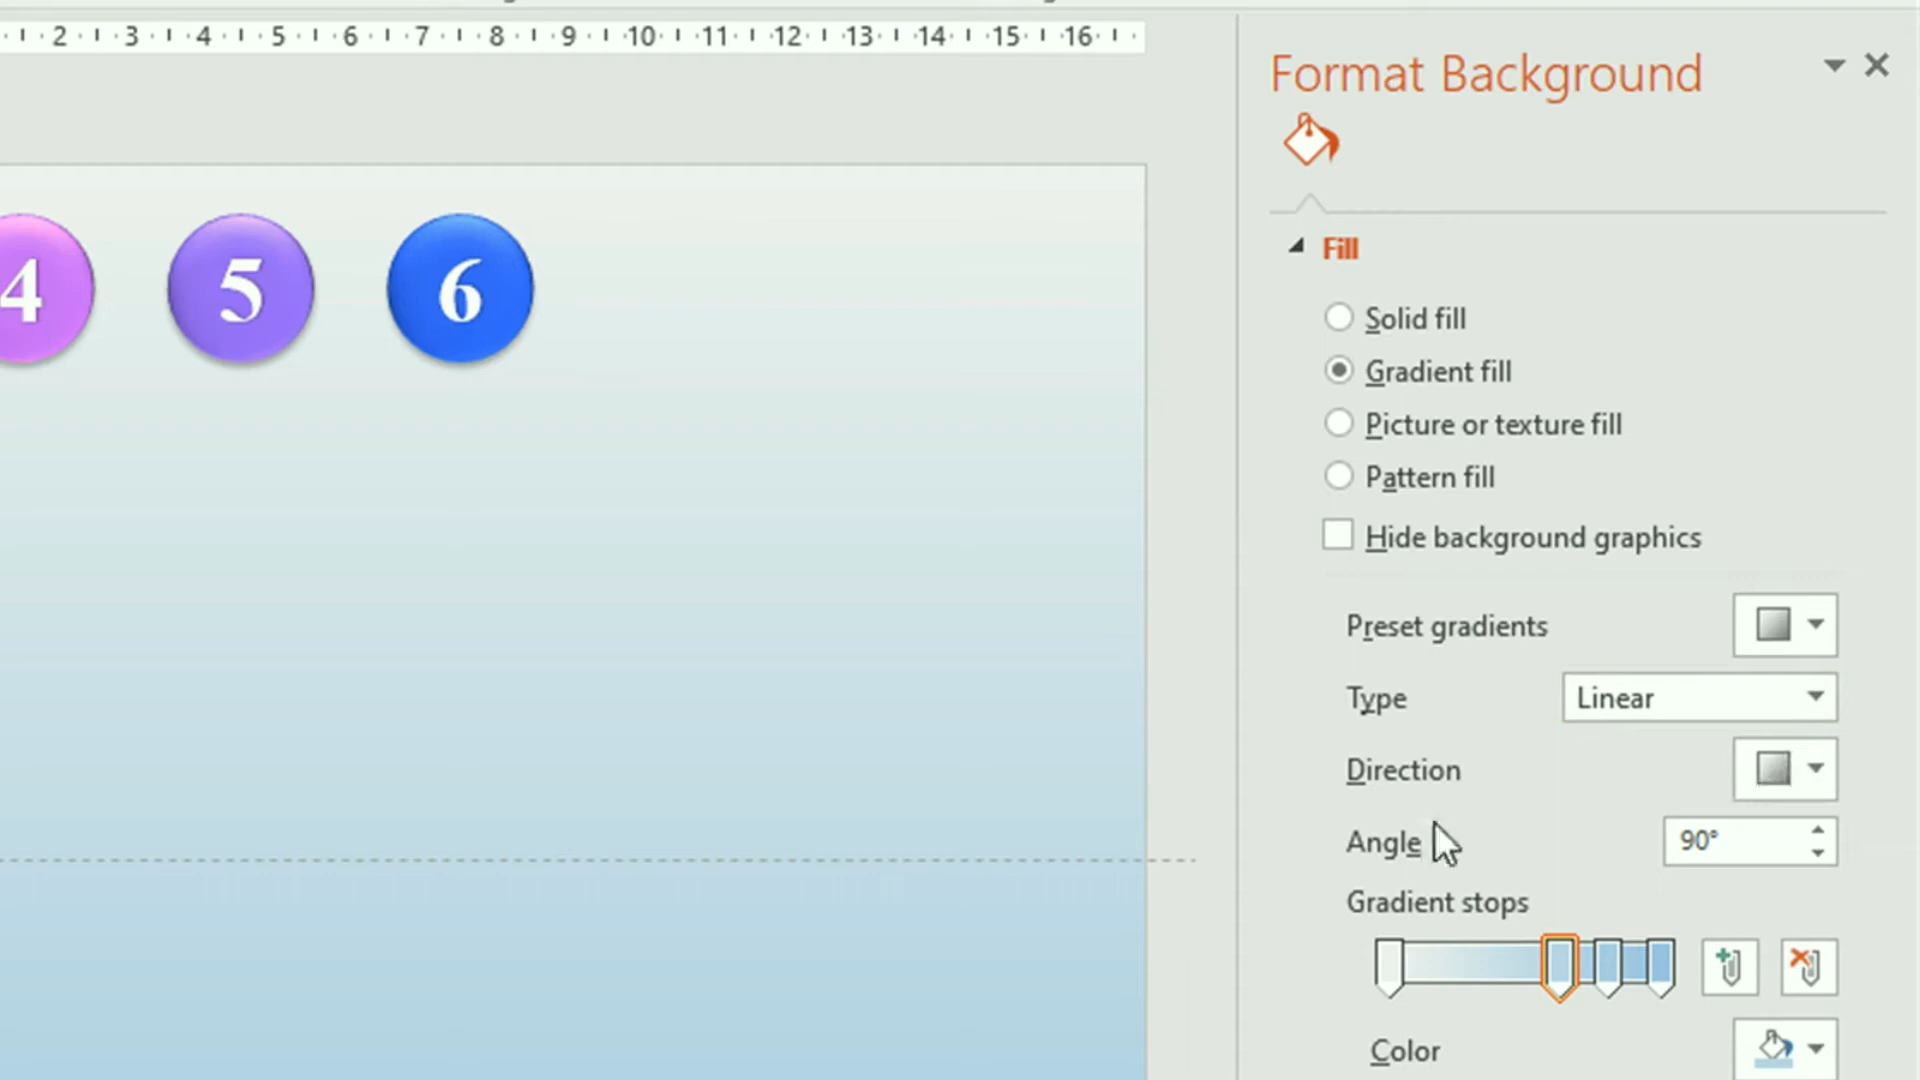 2 3 4 5 6 7 8 9 10 11 12 13 14 15 16
Format Background
4 5 6
Fill
Solid fill
Gradient fill
Picture or texture fill
Pattern fill
Hide background graphics
Preset gradients
Type Linear
Direction
Angle 90°
Gradient stops
Color